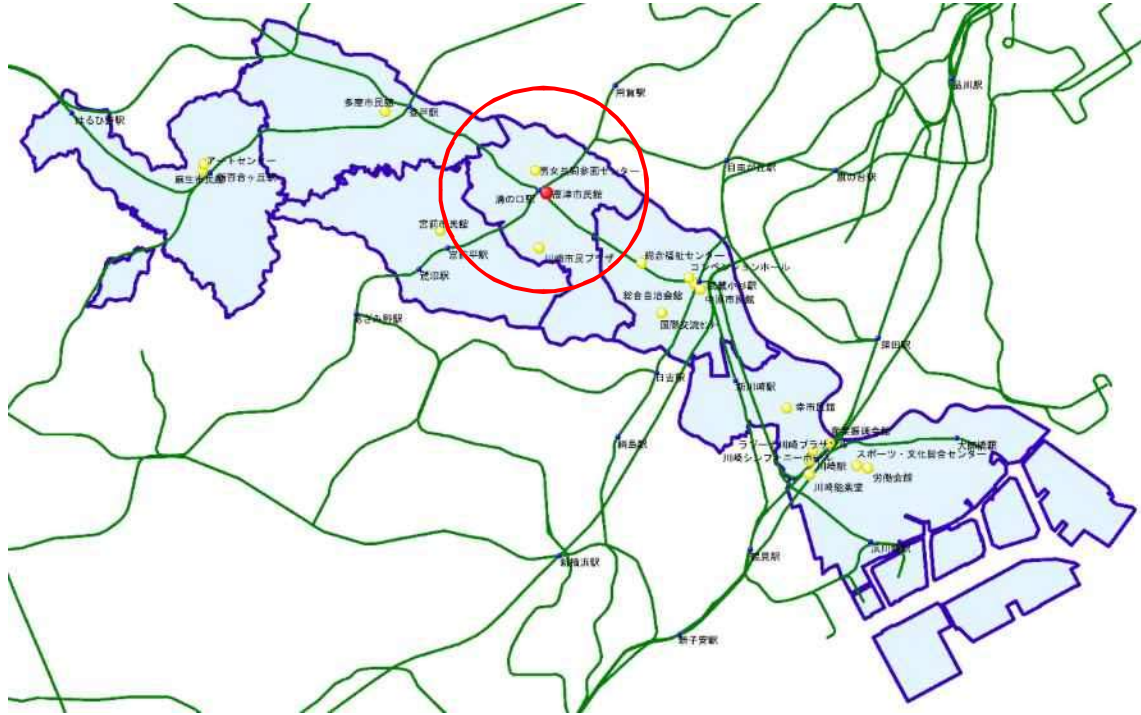 用賀駅
品川駅
多摩市民館
登戸駅
はるひ野駅
アートセンター
麻生市民館
新百合ヶ丘駅
男女共同参画センター
自由が丘駅
旗の台駅
溝の口駅
高津市民館
宮前市民館
宮前平駅
川崎市民プラザ
総合福祉センター
コンベンションホール
鷺沼駅
武蔵小杉駅
中原市民館
総合自治会館
あざみ野駅
国際交流センター
蒲田駅
日吉駅
新川崎駅
幸市民館
産業振興会館
綱島駅
ラゾーナ川崎プラザソル
大師橋駅
川崎シンフォニーホール
スポーツ・文化総合センター
川崎駅
労働会館
川崎能楽堂
浜川崎駅
鶴見駅
新横浜駅
新子安駅